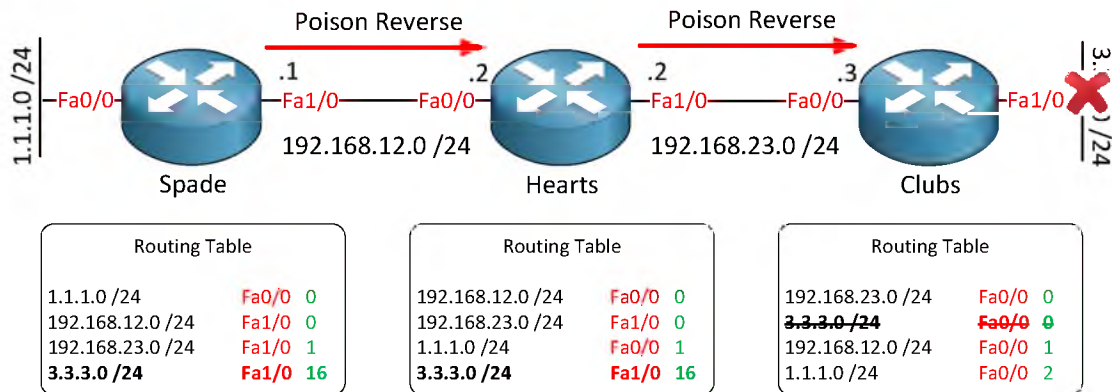 Poison Reverse
Poison Reverse
1.1.1.0 /24
Fa0/0
.1
Fa1/0
.2
Fa0/0
.2
Fa1/0
.3
Fa0/0
Fa1/0
3. 0 /24
192.168.12.0 /24
192.168.23.0 /24
Spade
Hearts
Clubs
Routing Table
1.1.1.0 /24 Fa0/0 0
192.168.12.0 /24 Fa1/0 0
192.168.23.0 /24 Fa1/0 1
3.3.3.0 /24 Fa1/0 16
Routing Table
192.168.12.0 /24 Fa0/0 0
192.168.23.0 /24 Fa1/0 0
1.1.1.0 /24 Fa0/0 1
3.3.3.0 /24 Fa1/0 16
Routing Table
192.168.23.0 /24 Fa0/0 0
3.3.3.0 /24 Fa0/0 0
192.168.12.0 /24 Fa0/0 1
1.1.1.0 /24 Fa0/0 2